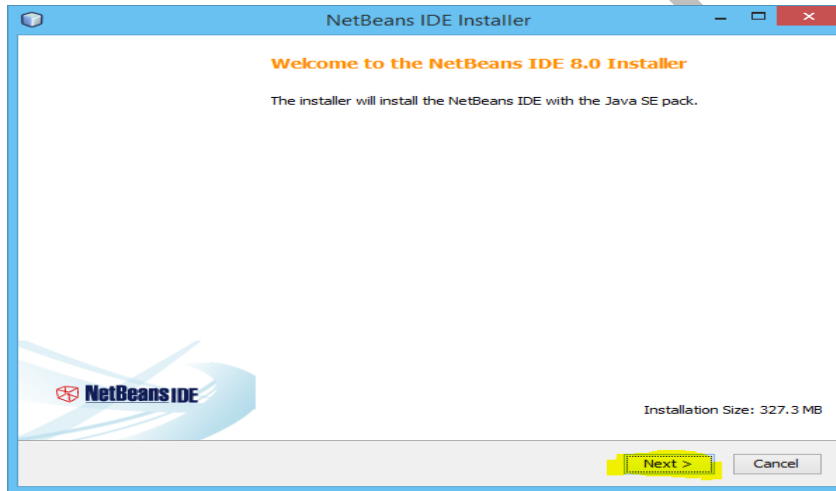 NetBeans IDE Installer
Welcome to the NetBeans IDE 8.0 Installer
The installer will install the NetBeans IDE with the Java SE pack.
NetBeans IDE
Installation Size: 327.3 MB
Next >
Cancel